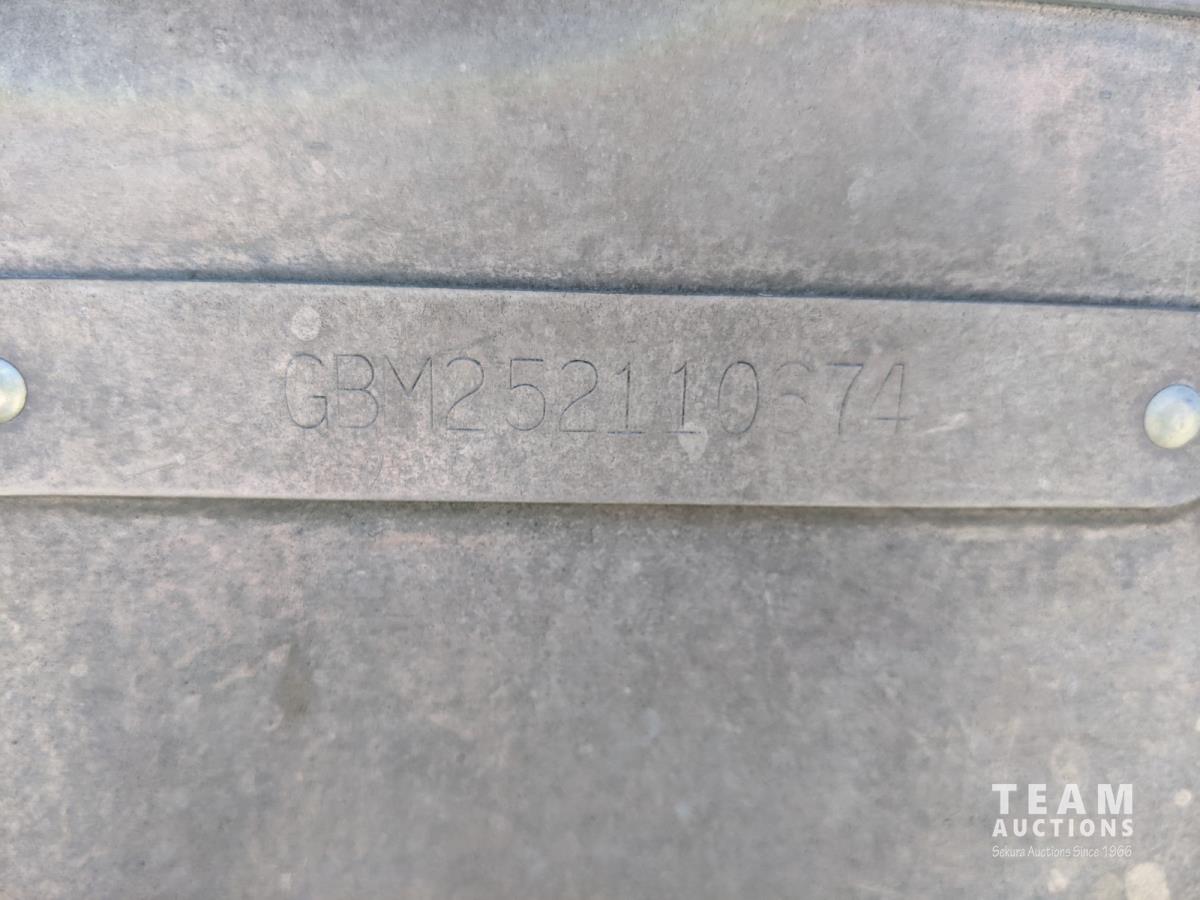 GBM252110674
TEAM
AUCTIONS
Sekura Auctions Since 1966